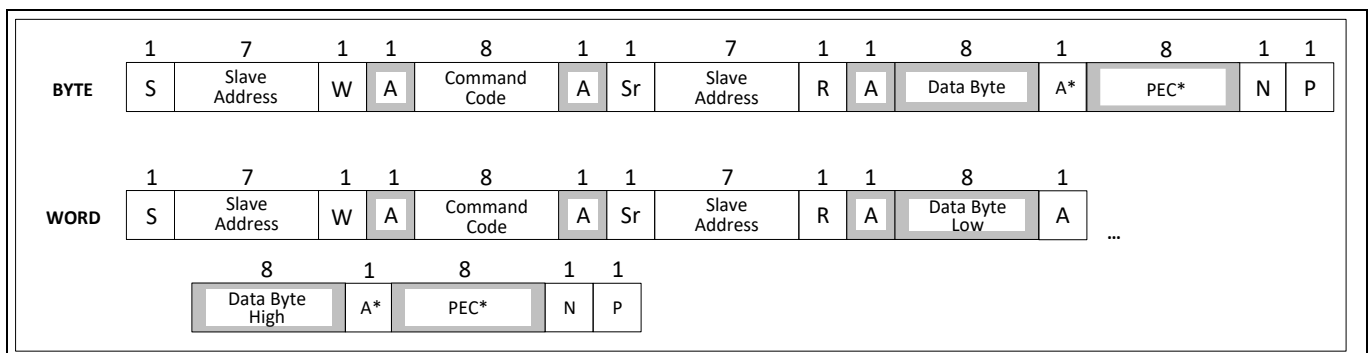 1 7 1 1 8 1 1 7 1 1 8 1 8 1 1
BYTE S Slave Address W A Command Code A Sr Slave Address R A Data Byte A* PEC* N P
1 7 1 1 8 1 1 7 1 1 8 1
WORD S Slave Address W A Command Code A Sr Slave Address R A Data Byte Low A ...
8 1 8 1 1
Data Byte High A* PEC* N P